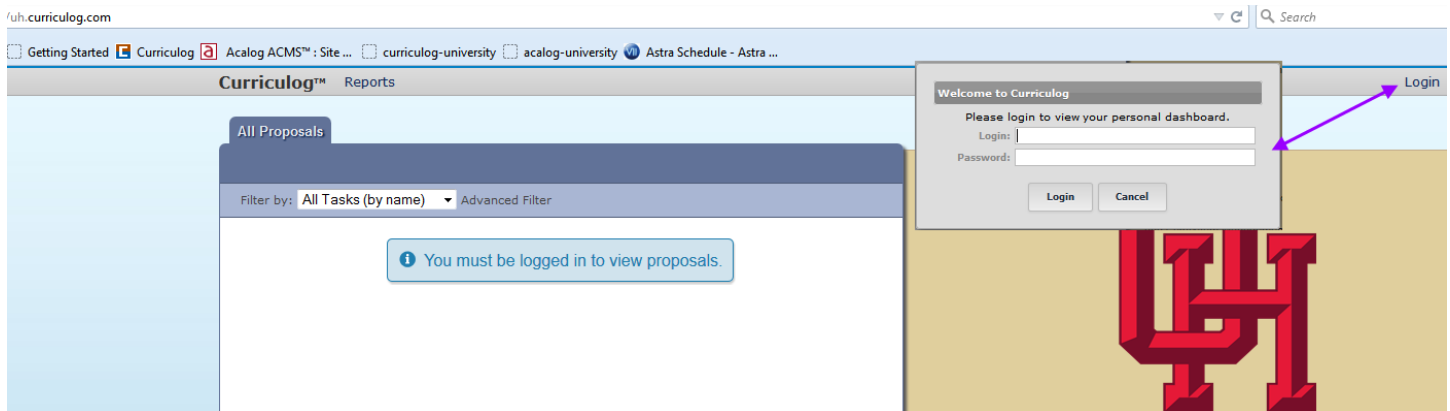 /uh.curriculog.com
Search
Getting Started Curriculog Acalog ACMS™ : Site ... curriculog-university acalog-university Astra Schedule - Astra ...
Curriculog™ Reports
Login
Welcome to Curriculog
Please login to view your personal dashboard.
Login:
Password:
Login Cancel
All Proposals
Filter by: All Tasks (by name) Advanced Filter
You must be logged in to view proposals.
UH